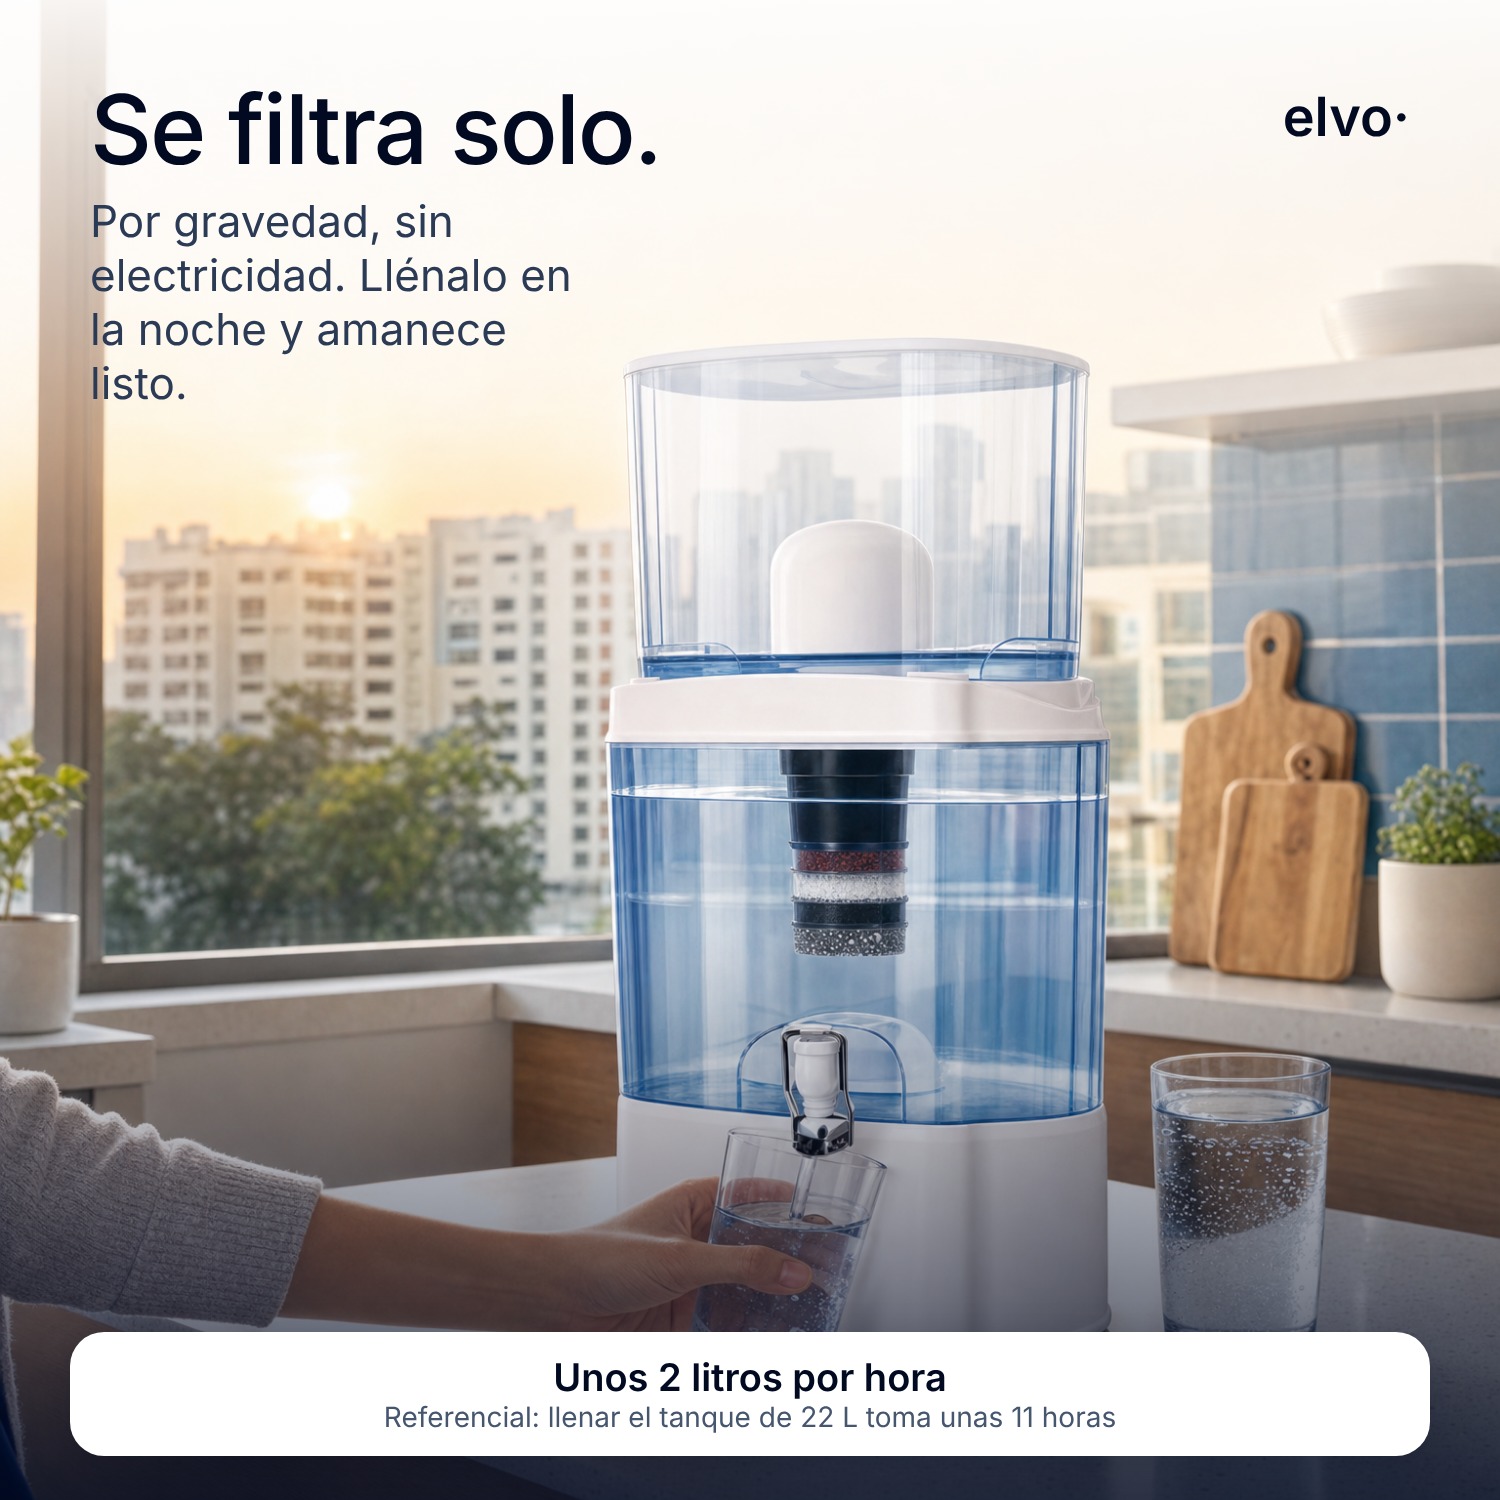 Se filtra solo.
elvo·
Por gravedad, sin
electricidad. Llénalo en
la noche y amanece
listo.
Unos 2 litros por hora
Referencial: llenar el tanque de 22 L toma unas 11 horas